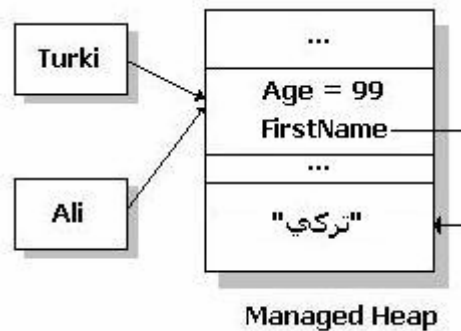 Turki
Ali
...
Age = 99
FirstName
...
"تركي"
Managed Heap